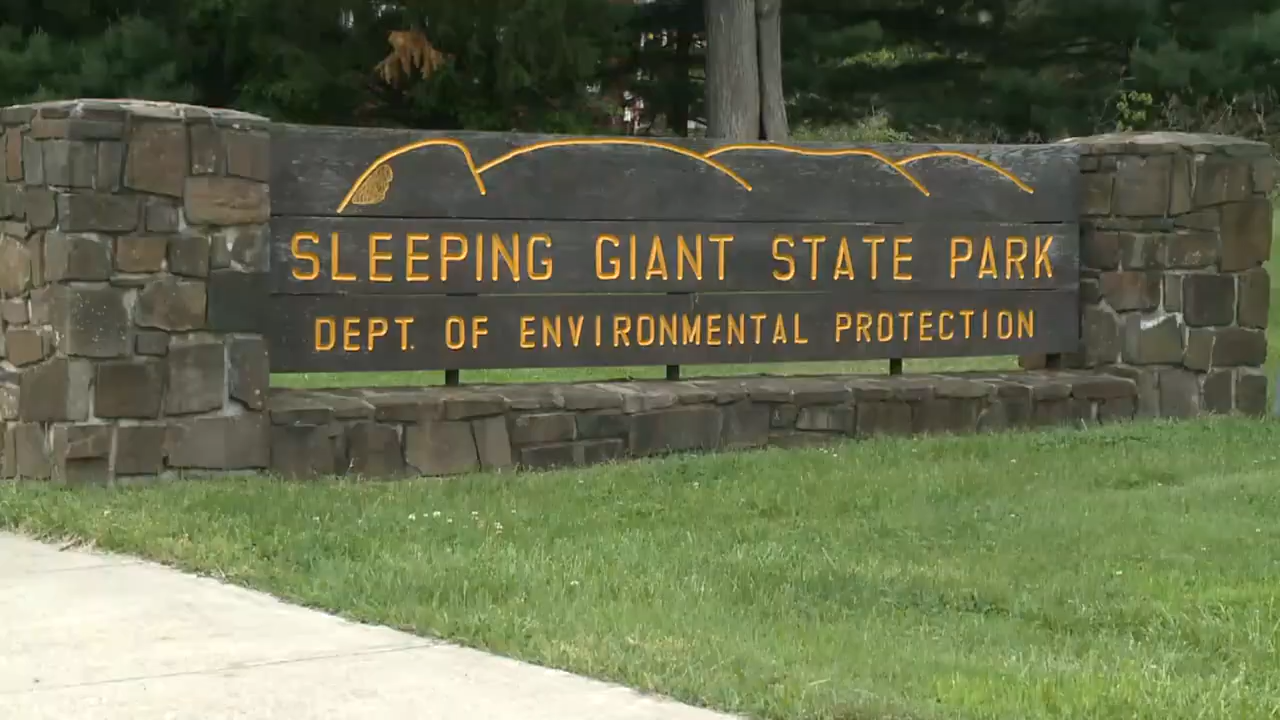 SLEEPING GIANT STATE PARK
DEPT. OF ENVIRONMENTAL PROTECTION